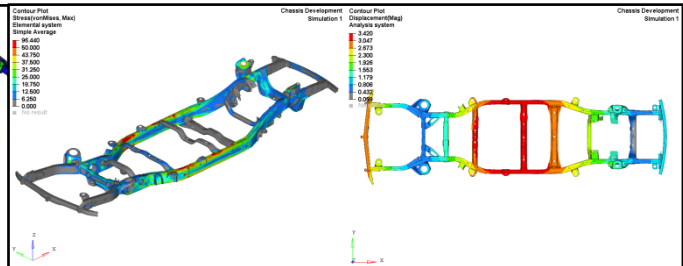 Contour Plot
Stress(vonMises, Max)
Elemental system
Simple Average
96.440
50.000
43.750
37.500
31.250
25.000
19.750
12.500
6.250
0.000
No result
Chassis Development
Simulation 1
Z
Y
X
Contour Plot
Displacement(Mag)
Analysis system
3.420
3.047
2.673
2.300
1.926
1.553
1.179
0.806
0.432
0.059
No result
Chassis Development
Simulation 1
Y
Z
X